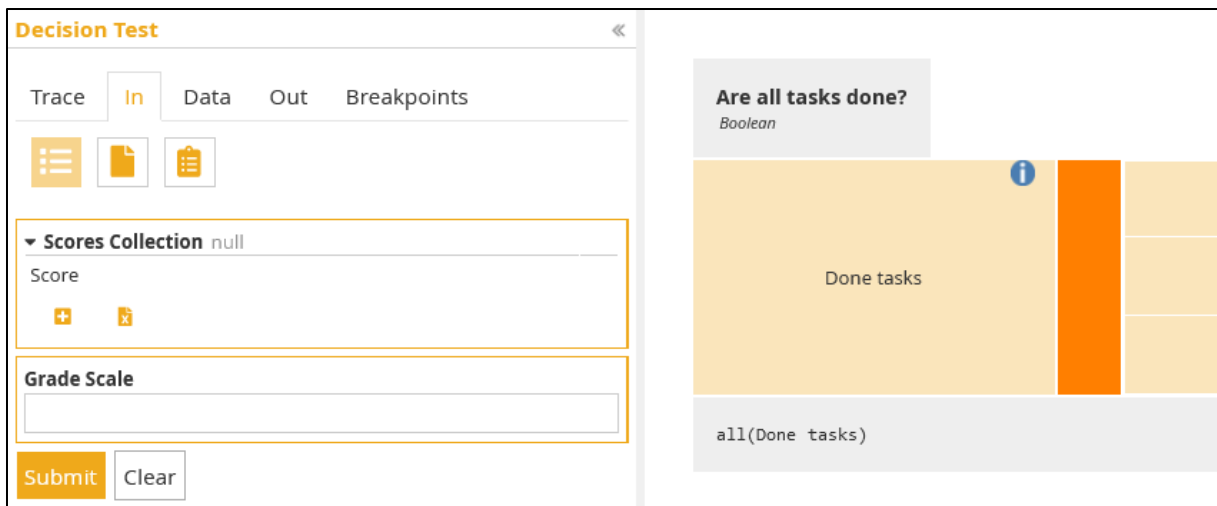 Decision Test
Trace In Data Out Breakpoints
Scores Collection null
Score
Grade Scale
Submit Clear
Are all tasks done?
Boolean
Done tasks
all(Done tasks)